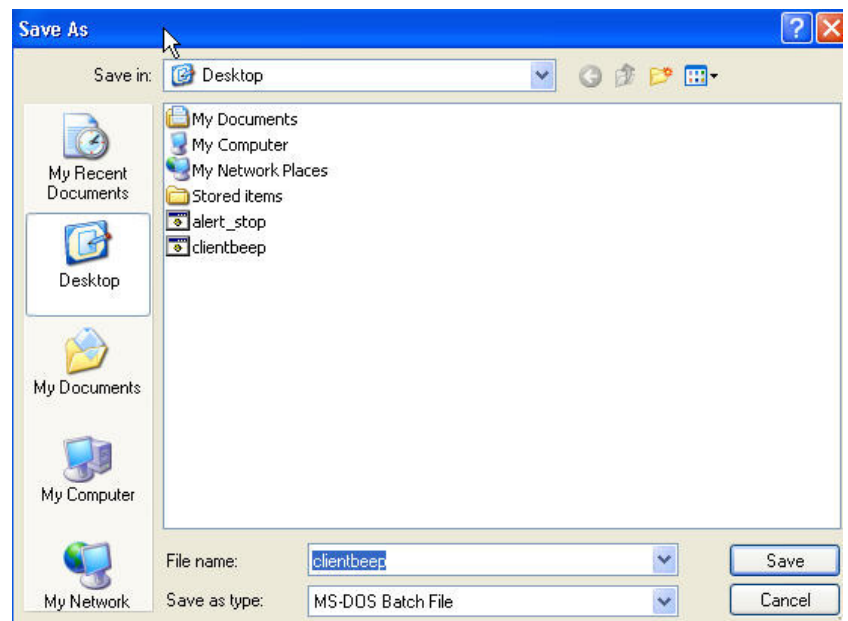 Save As
Save in:
Desktop
My Recent
Documents
Desktop
My Documents
My Computer
My Network
My Documents
My Computer
My Network Places
Stored items
alert_stop
clientbeep
File name:
clientbeep
Save
Save as type:
MS-DOS Batch File
Cancel